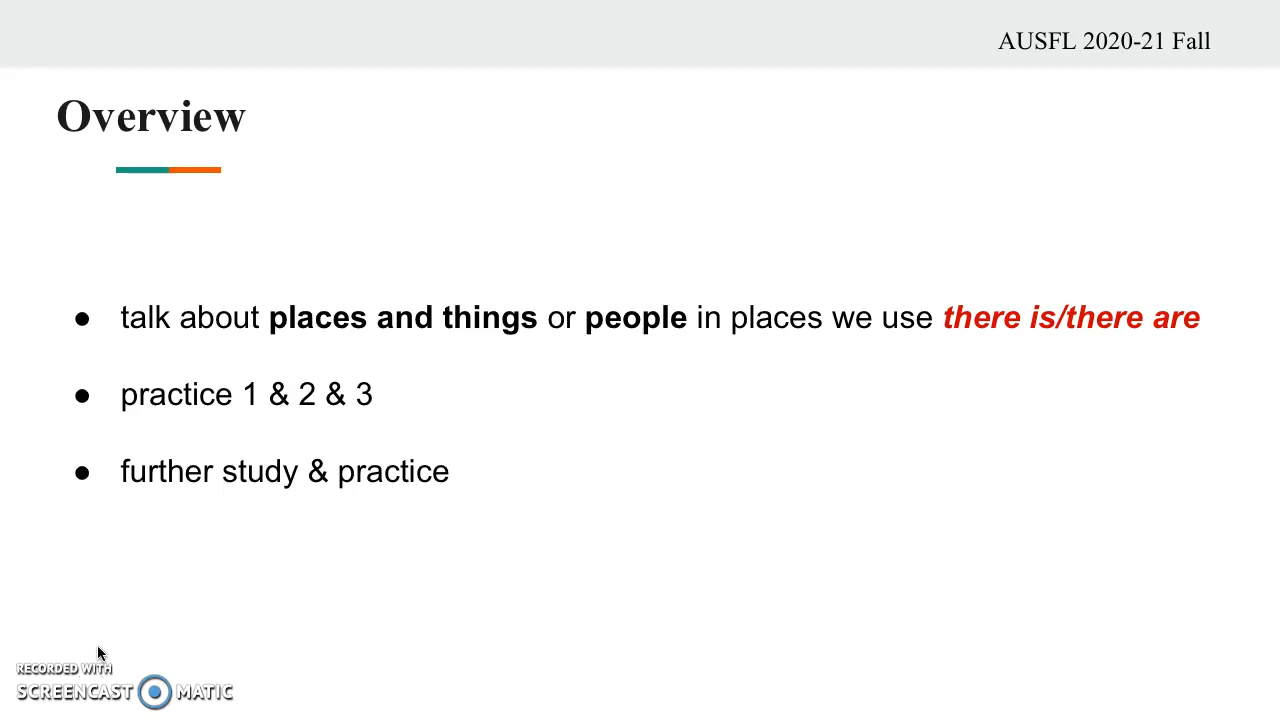 AUSFL 2020-21 Fall
Overview
● talk about places and things or people in places we use there is/there are
● practice 1 & 2 & 3
● further study & practice
RECORDED WITH
SCREENCAST MATIC